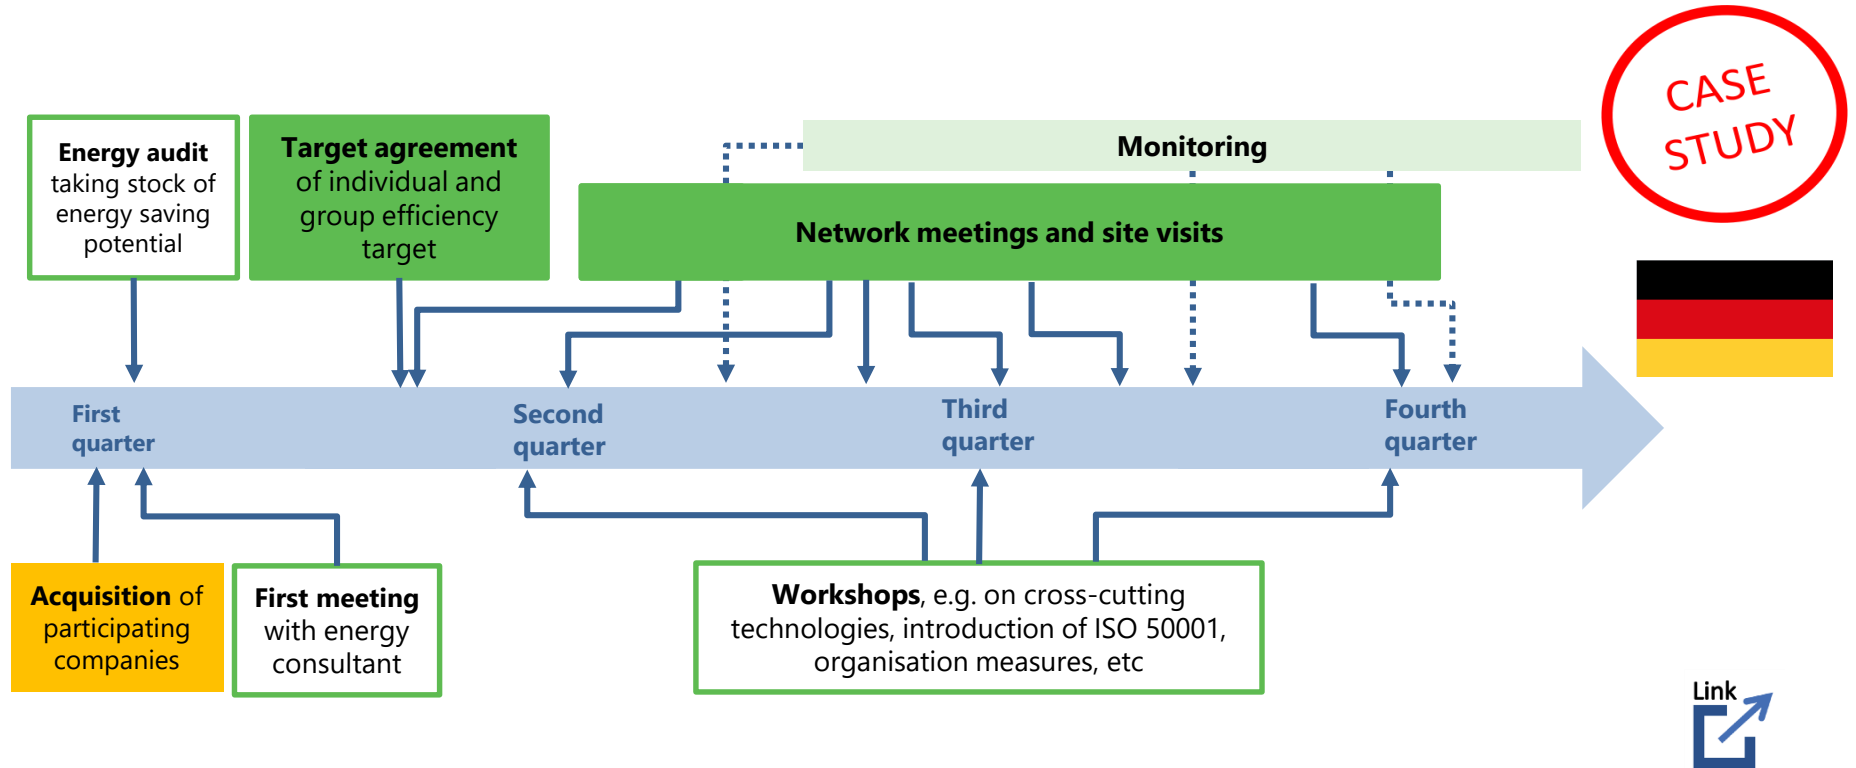 CASE
STUDY
Energy audit
taking stock of
energy saving
potential
Target agreement
of individual and
group efficiency
target
Monitoring
Network meetings and site visits
First
quarter
Second
quarter
Third
quarter
Fourth
quarter
Acquisition of
participating
companies
First meeting
with energy
consultant
Workshops, e.g. on cross-cutting
technologies, introduction of ISO 50001,
organisation measures, etc
Link